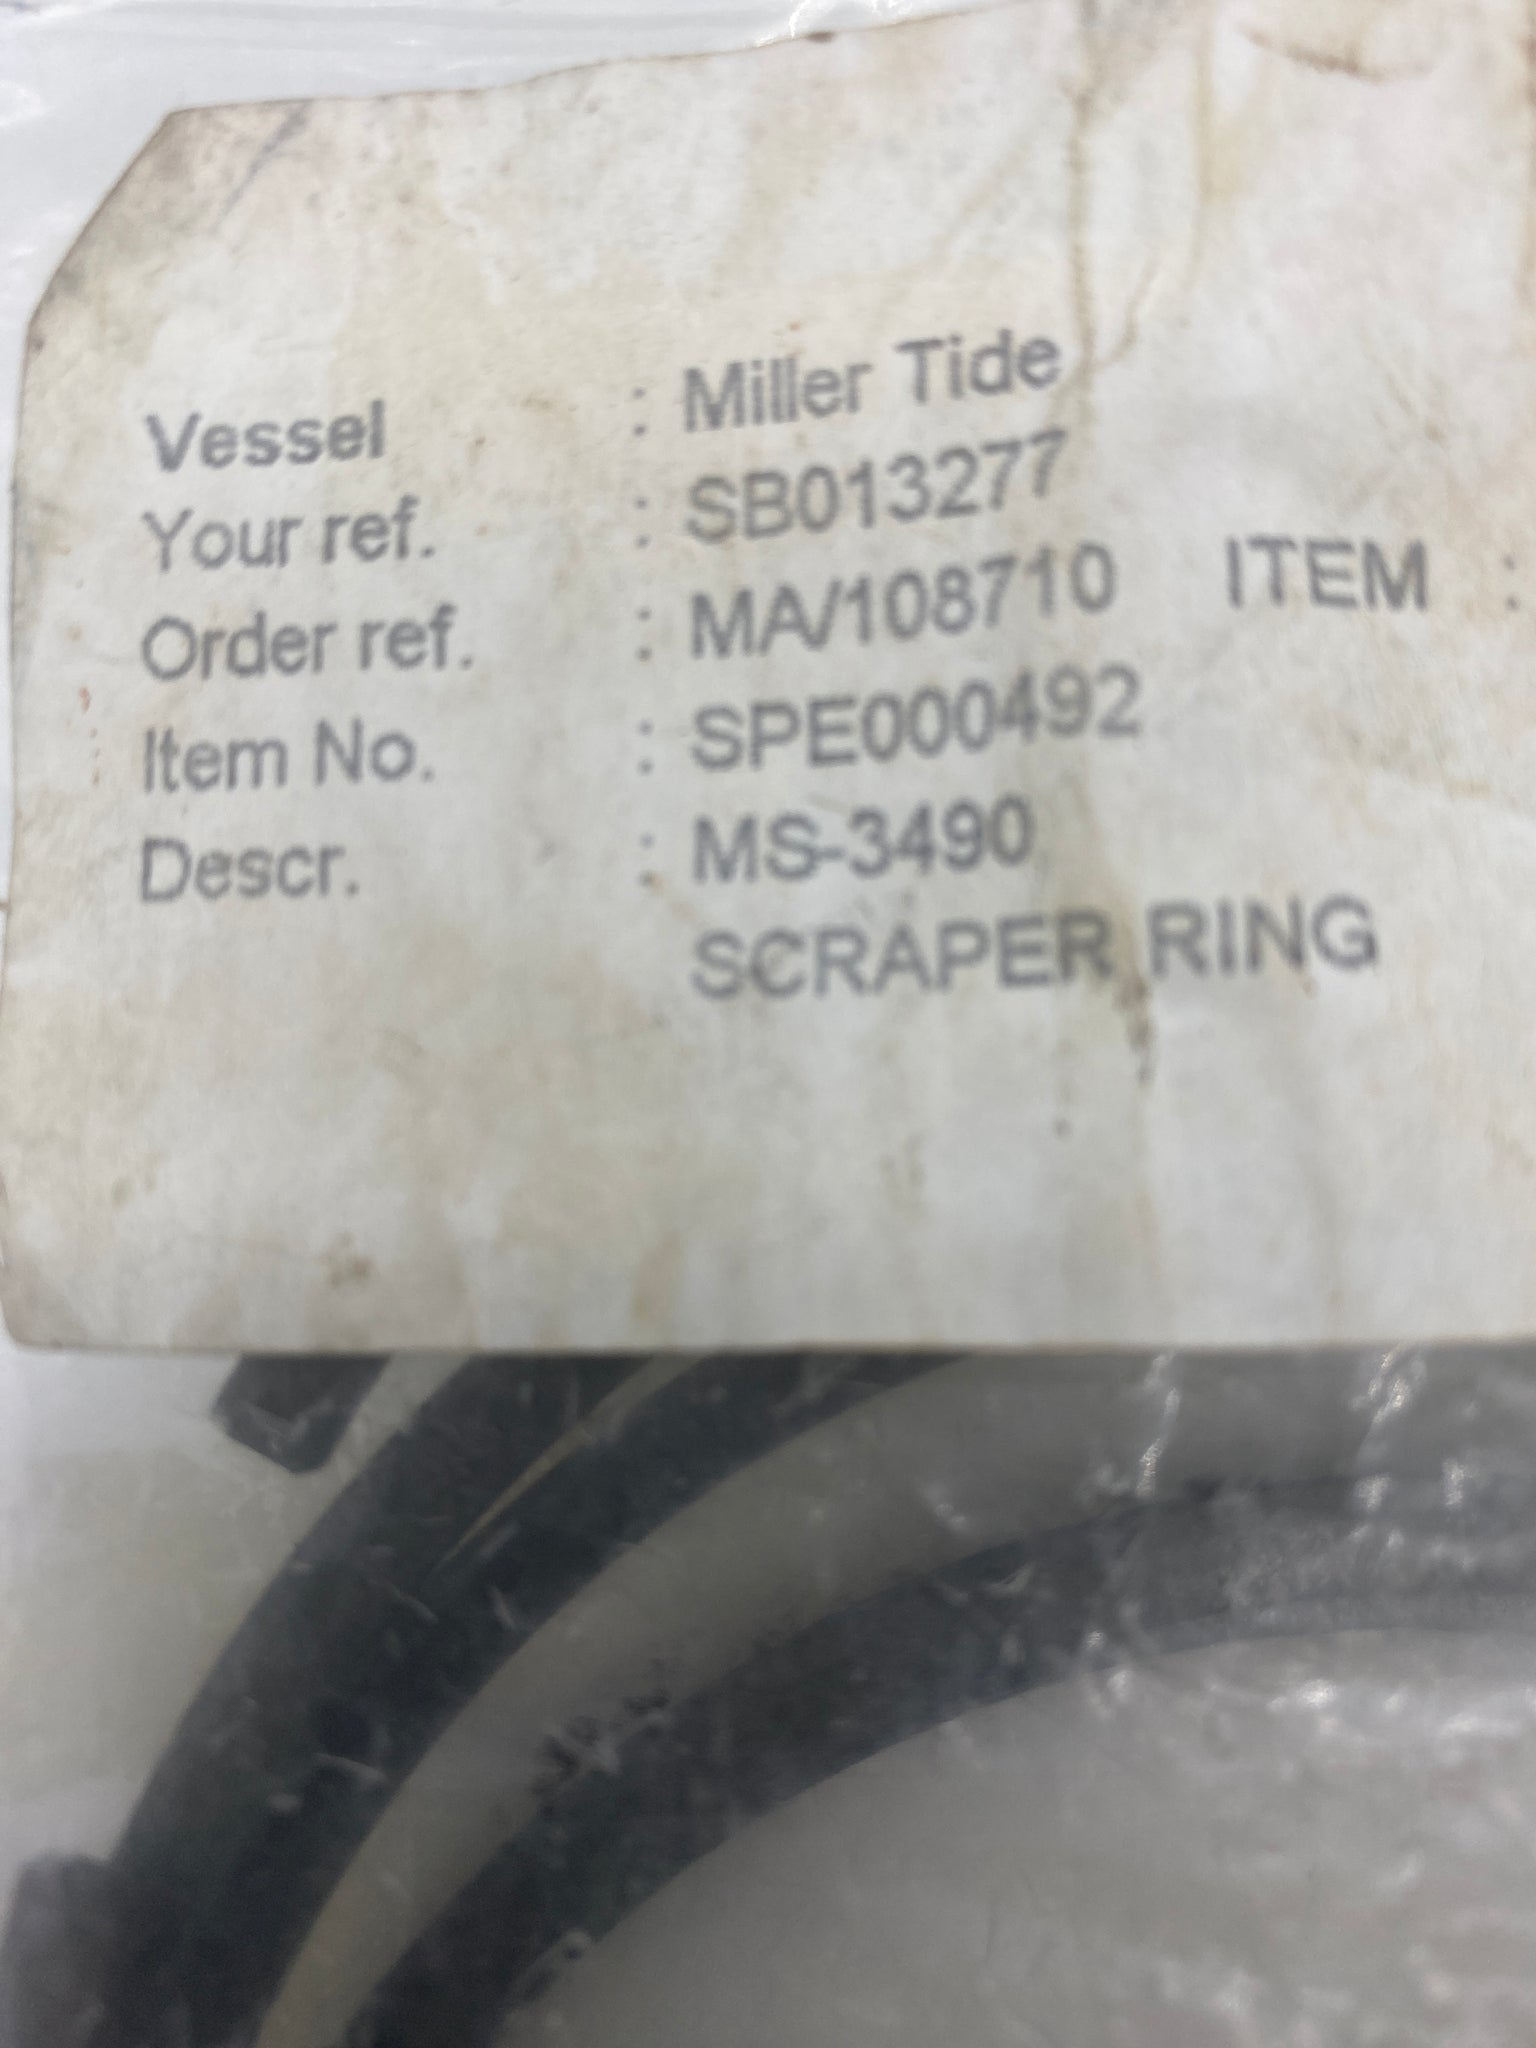 Vessel : Miller Tide
Your ref. : SB013277
Order ref. : MA/108710 ITEM :
Item No. : SPE000492
Descr. : MS-3490
SCRAPER RING